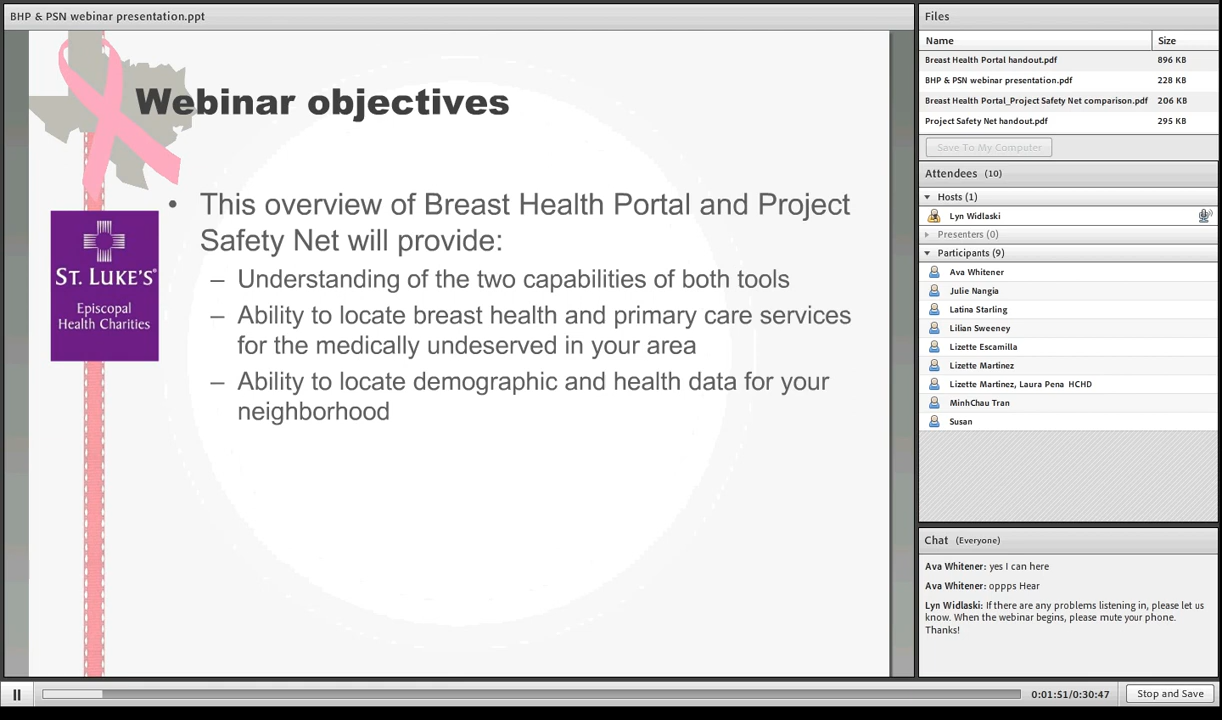 BHP & PSN webinar presentation.ppt
Webinar objectives
• This overview of Breast Health Portal and Project
Safety Net will provide:
– Understanding of the two capabilities of both tools
– Ability to locate breast health and primary care services
for the medically undeserved in your area
– Ability to locate demographic and health data for your
neighborhood
ST. LUKE'S®
Episcopal
Health Charities
Files
Name Size
Breast Health Portal handout.pdf 896 KB
BHP & PSN webinar presentation.pdf 228 KB
Breast Health Portal_Project Safety Net comparison.pdf 206 KB
Project Safety Net handout.pdf 295 KB
Save To My Computer
Attendees (10)
Hosts (1)
Lyn Widlaski
Presenters (0)
Participants (9)
Ava Whitener
Julie Nangia
Latina Starling
Lilian Sweeney
Lizette Escamilla
Lizette Martinez
Lizette Martinez, Laura Pena HCHD
MinhChau Tran
Susan
Chat (Everyone)
Ava Whitener: yes I can here
Ava Whitener: oppps Hear
Lyn Widlaski: If there are any problems listening in, please let us
know. When the webinar begins, please mute your phone.
Thanks!
0:01:51/0:30:47
Stop and Save